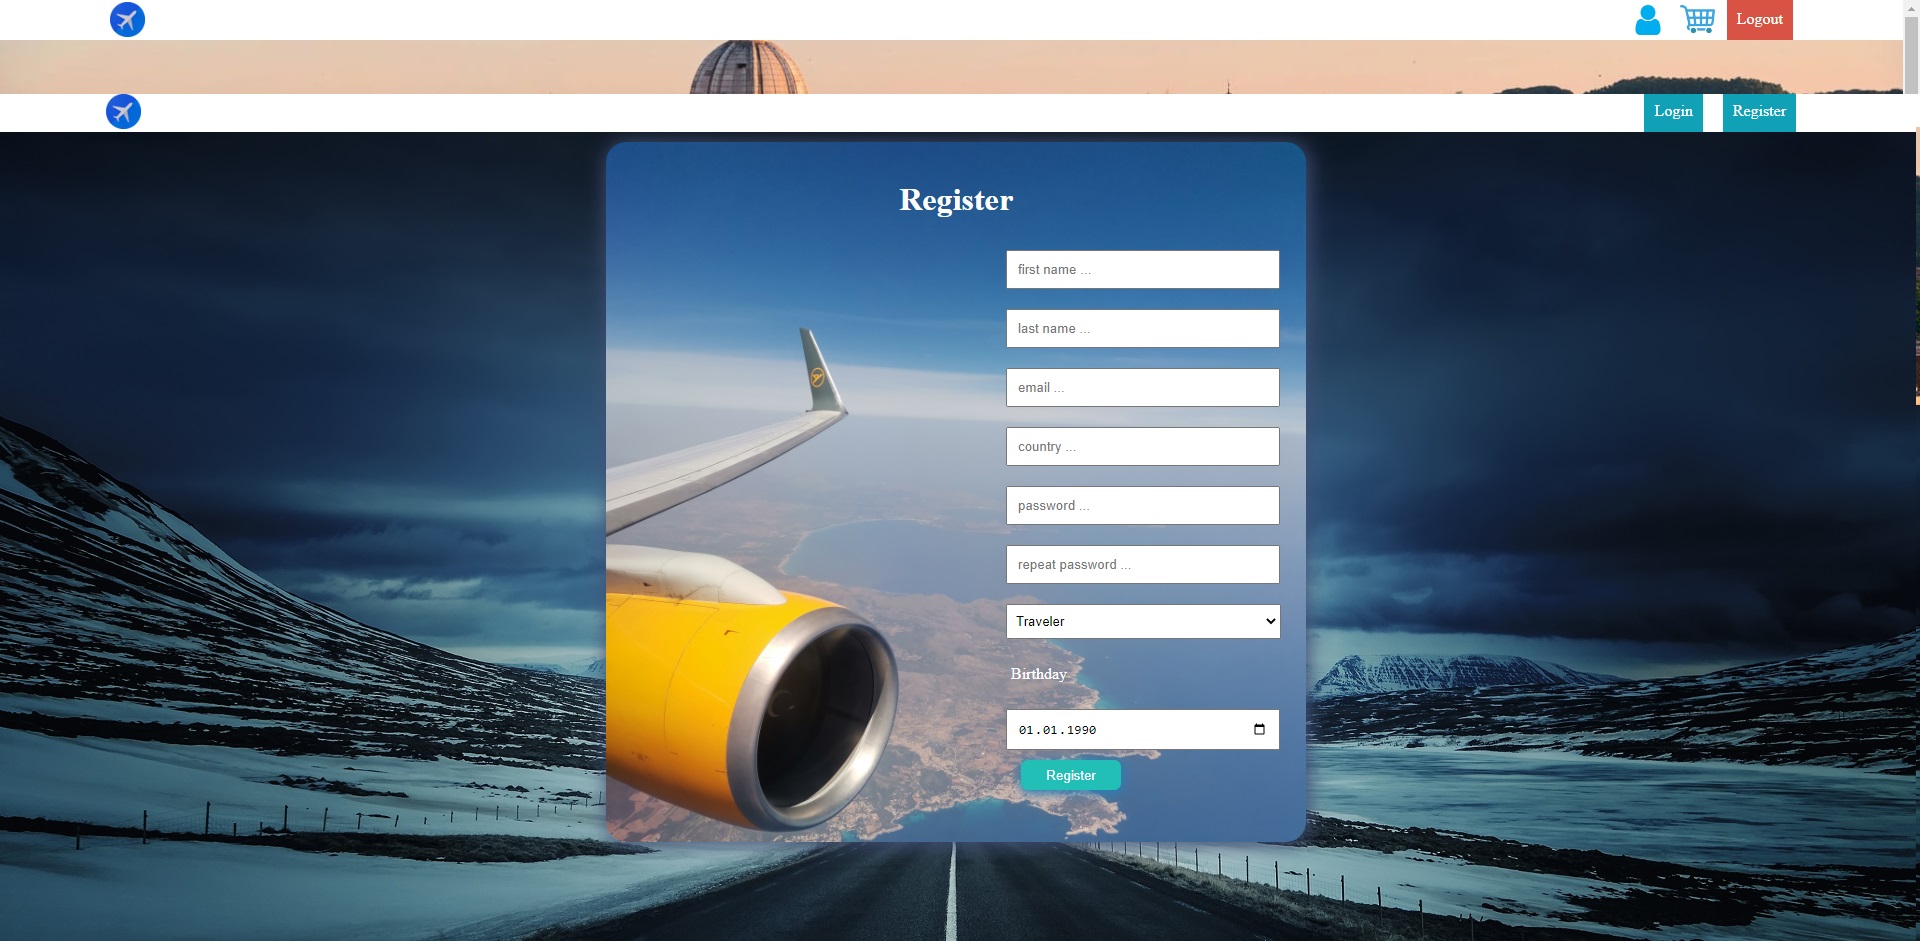 Logout
Login
Register
Register
first name ...
last name ...
email ...
country ...
password ...
repeat password ...
Traveler
Birthday
01.01.1990
Register